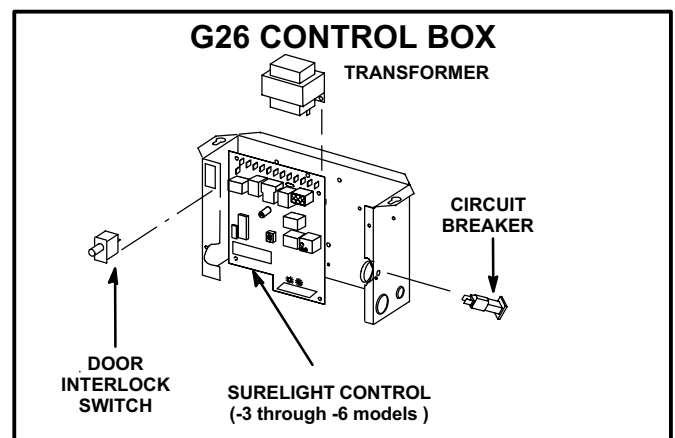 G26 CONTROL BOX
TRANSFORMER
CIRCUIT
BREAKER
DOOR
INTERLOCK
SWITCH
SURELIGHT CONTROL
(-3 through -6 models )